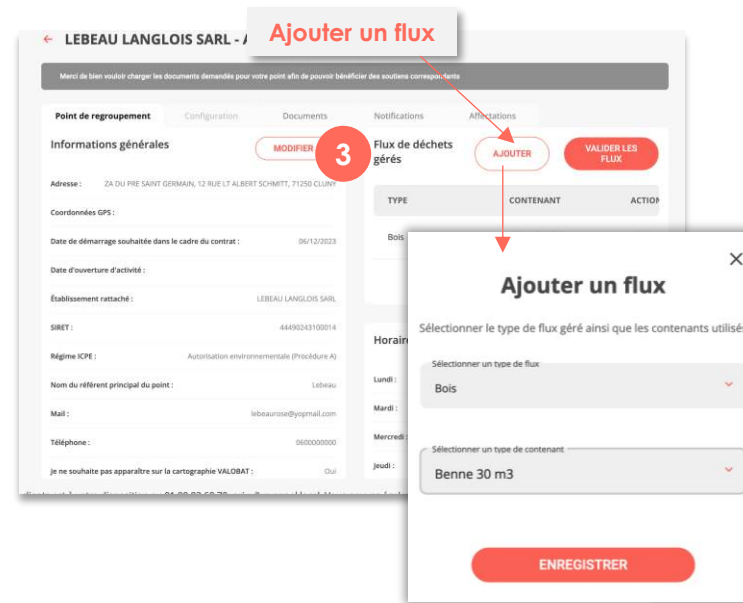 Ajouter un flux
← LEBEAU LANGLOIS SARL - A
Merci de bien vouloir charger les documents demandés pour votre point afin de pouvoir bénéficier des soutiens correspondants
Point de regroupement Configuration Documents Notifications Affectations
Informations générales
MODIFIER
3
Adresse : ZA DU PRE SAINT GERMAIN, 12 RUE LT ALBERT SCHMITT, 71250 CLUNY
Coordonnées GPS :
Date de démarrage souhaitée dans le cadre du contrat : 06/12/2023
Date d'ouverture d'activité :
Établissement rattaché : LEBEAU LANGLOIS SARL
SIRET : 44490243100014
Régime ICPE : Autorisation environnementale (Procédure A)
Nom du référent principal du point : Lebeau
Mail : lebeaurose@yopmail.com
Téléphone : 0600000000
Je ne souhaite pas apparaître sur la cartographie VALOBAT : Oui
Flux de déchets
gérés
AJOUTER
VALIDER LES
FLUX
TYPE CONTENANT ACTION
Bois
Horair
Lundi :
Mardi :
Mercredi :
Jeudi :
Ajouter un flux
Sélectionner le type de flux géré ainsi que les contenants utilisés
Sélectionner un type de flux
Bois
Sélectionner un type de contenant
Benne 30 m3
ENREGISTRER